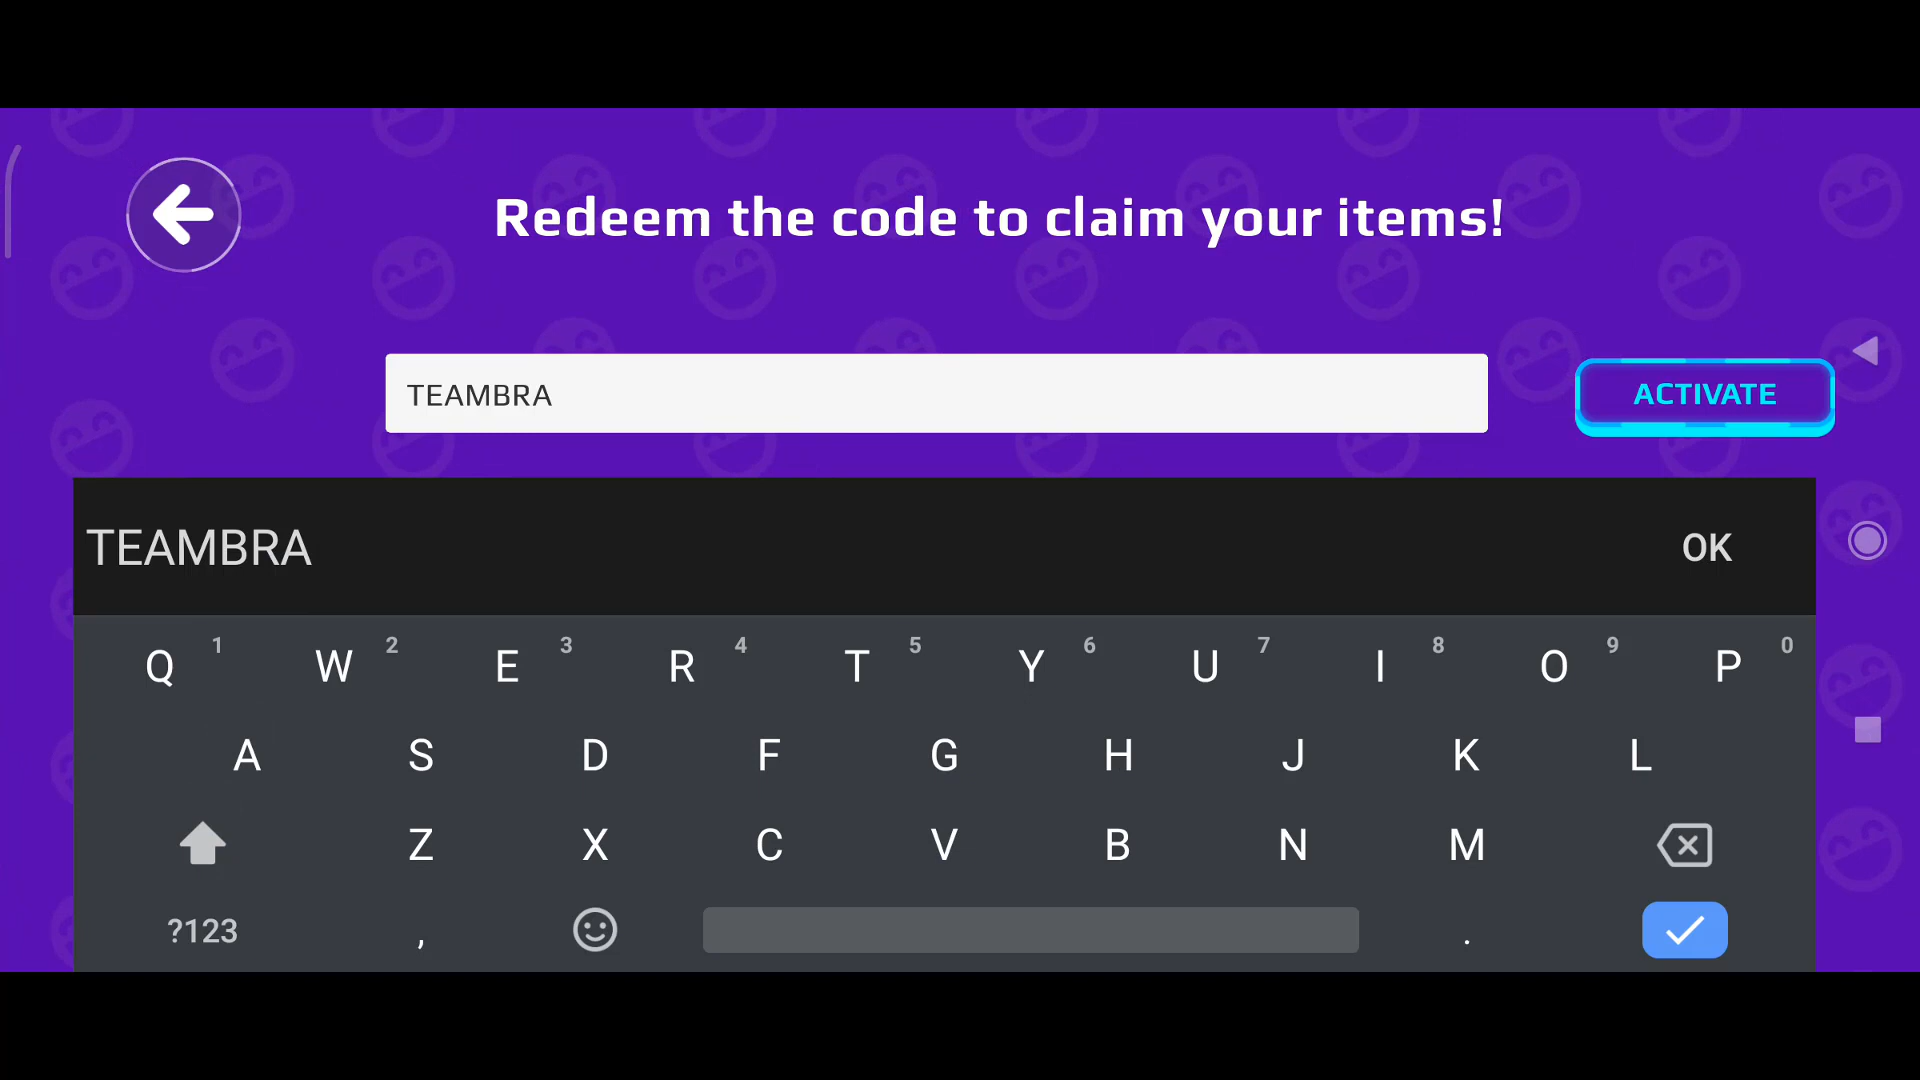 Redeem the code to claim your items!
TEAMBRA
ACTIVATE
TEAMBRA
OK
Q 1 W 2 E 3 R 4 T 5 Y 6 U 7 I 8 O 9 P 0
A S D F G H J K L
Z X C V B N M
?123 , .